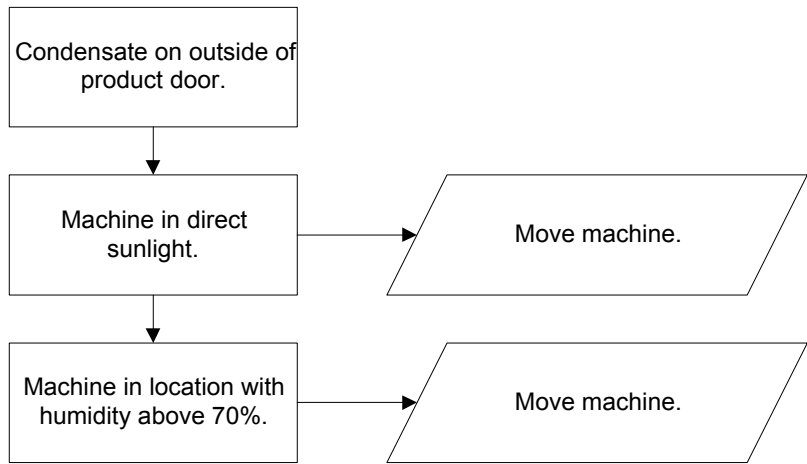 Condensate on outside of
product door.
Machine in direct
sunlight.
Move machine.
Machine in location with
humidity above 70%.
Move machine.